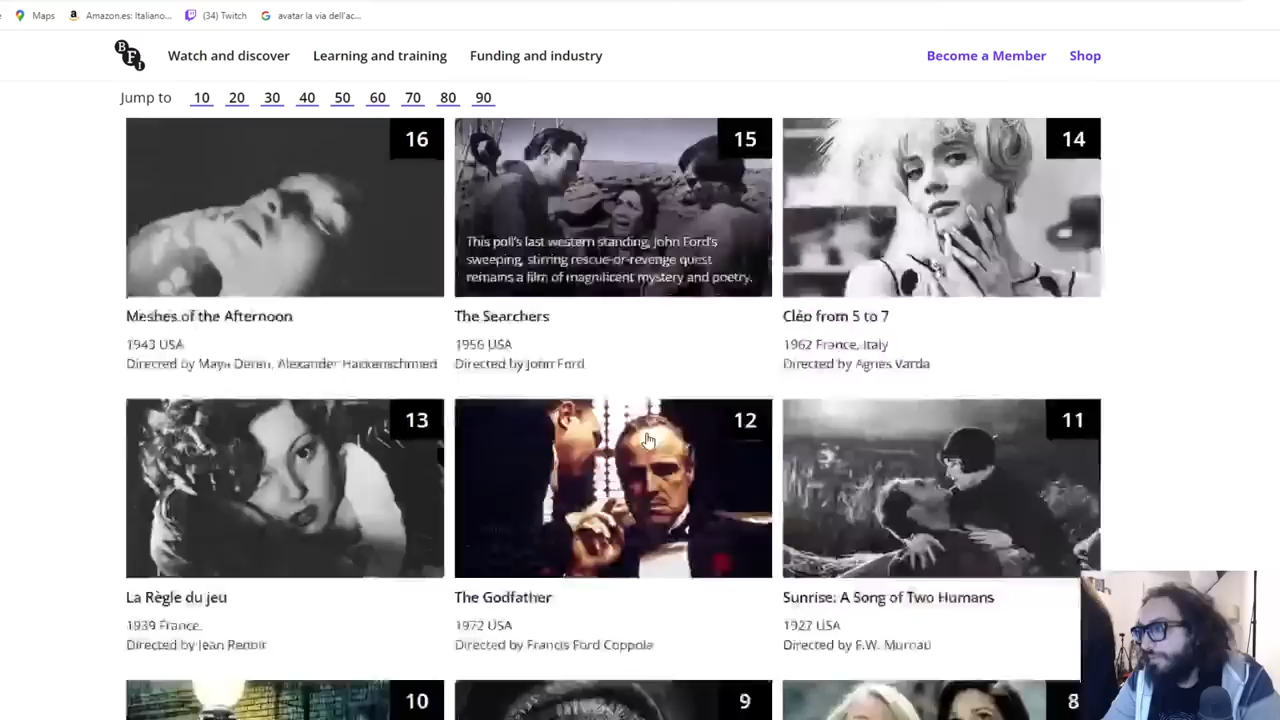 Maps
Amazon.es: Italiano...
(34) Twitch
avatar la via dell'ac...
BFI
Watch and discover
Learning and training
Funding and industry
Become a Member
Shop
Jump to 10 20 30 40 50 60 70 80 90
16
15
14
This poll's last western standing, John Ford's
sweeping, stirring rescue-or-revenge quest
remains a film of magnificent mystery and poetry.
Meshes of the Afternoon
1943 USA
Directed by Maya Deren, Alexander Hackenschmied
The Searchers
1956 USA
Directed by John Ford
Cléo from 5 to 7
1962 France, Italy
Directed by Agnès Varda
13
12
11
La Règle du jeu
1939 France
Directed by Jean Renoir
The Godfather
1972 USA
Directed by Francis Ford Coppola
Sunrise: A Song of Two Humans
1927 USA
Directed by F.W. Murnau
10
9
8